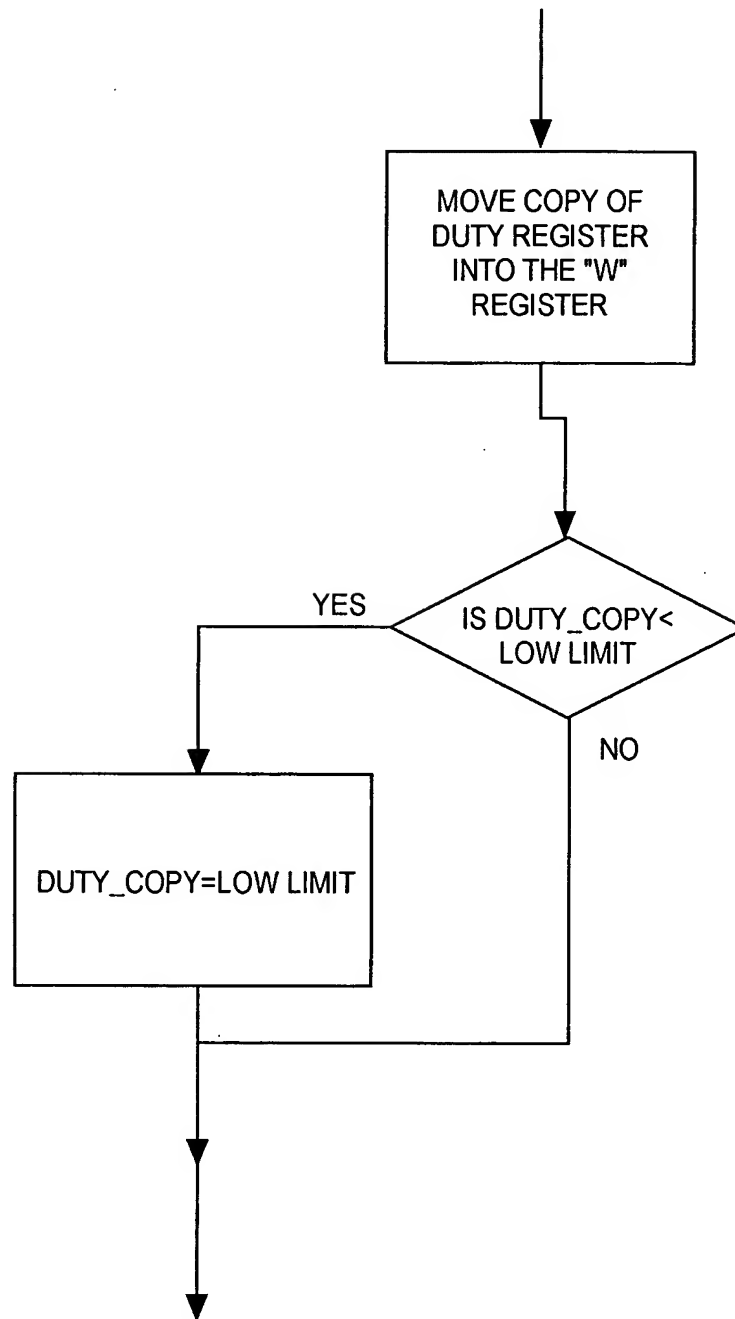 MOVE COPY OF
DUTY REGISTER
INTO THE "W"
REGISTER
YES
IS DUTY_COPY<
LOW LIMIT
NO
DUTY_COPY=LOW LIMIT